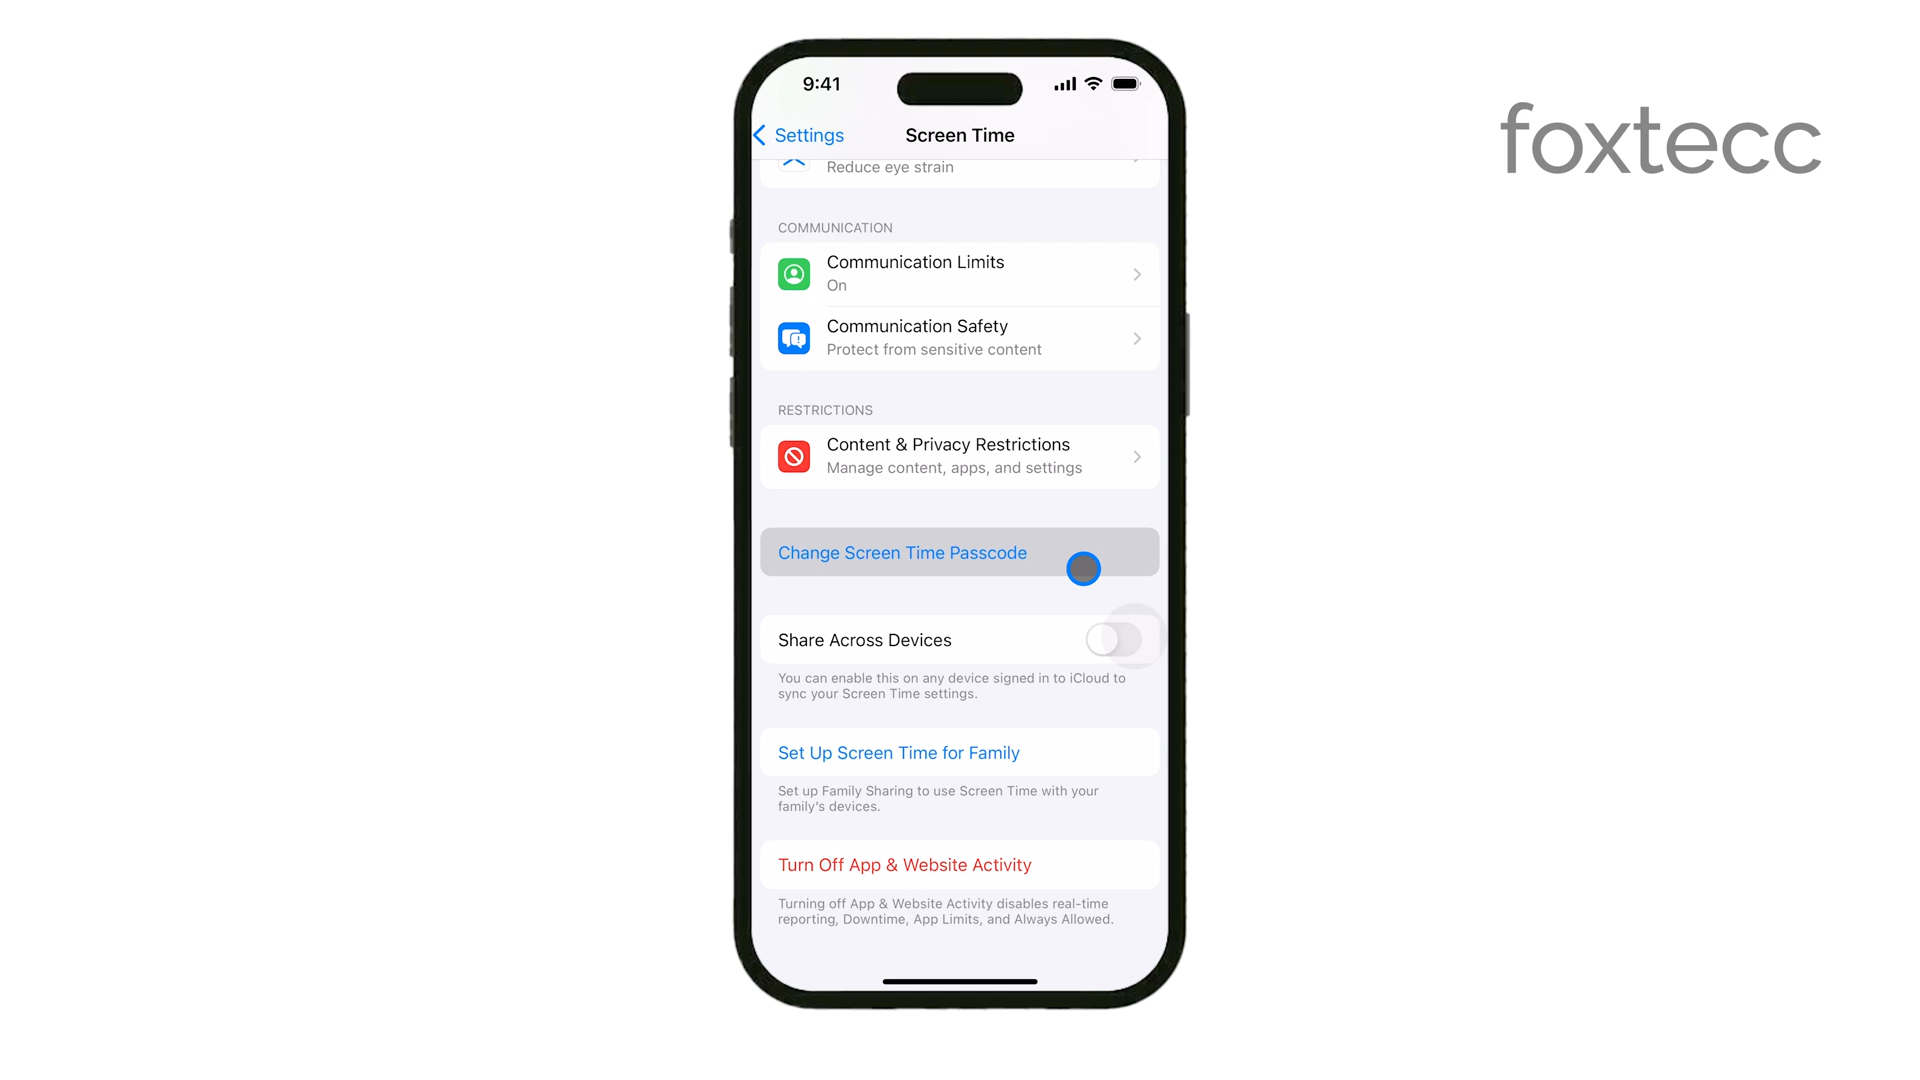 9:41
foxtecc
Settings
Screen Time
Reduce eye strain
COMMUNICATION
Communication Limits
On
Communication Safety
Protect from sensitive content
RESTRICTIONS
Content & Privacy Restrictions
Manage content, apps, and settings
Change Screen Time Passcode
Share Across Devices
You can enable this on any device signed in to iCloud to
sync your Screen Time settings.
Set Up Screen Time for Family
Set up Family Sharing to use Screen Time with your
family’s devices.
Turn Off App & Website Activity
Turning off App & Website Activity disables real-time
reporting, Downtime, App Limits, and Always Allowed.